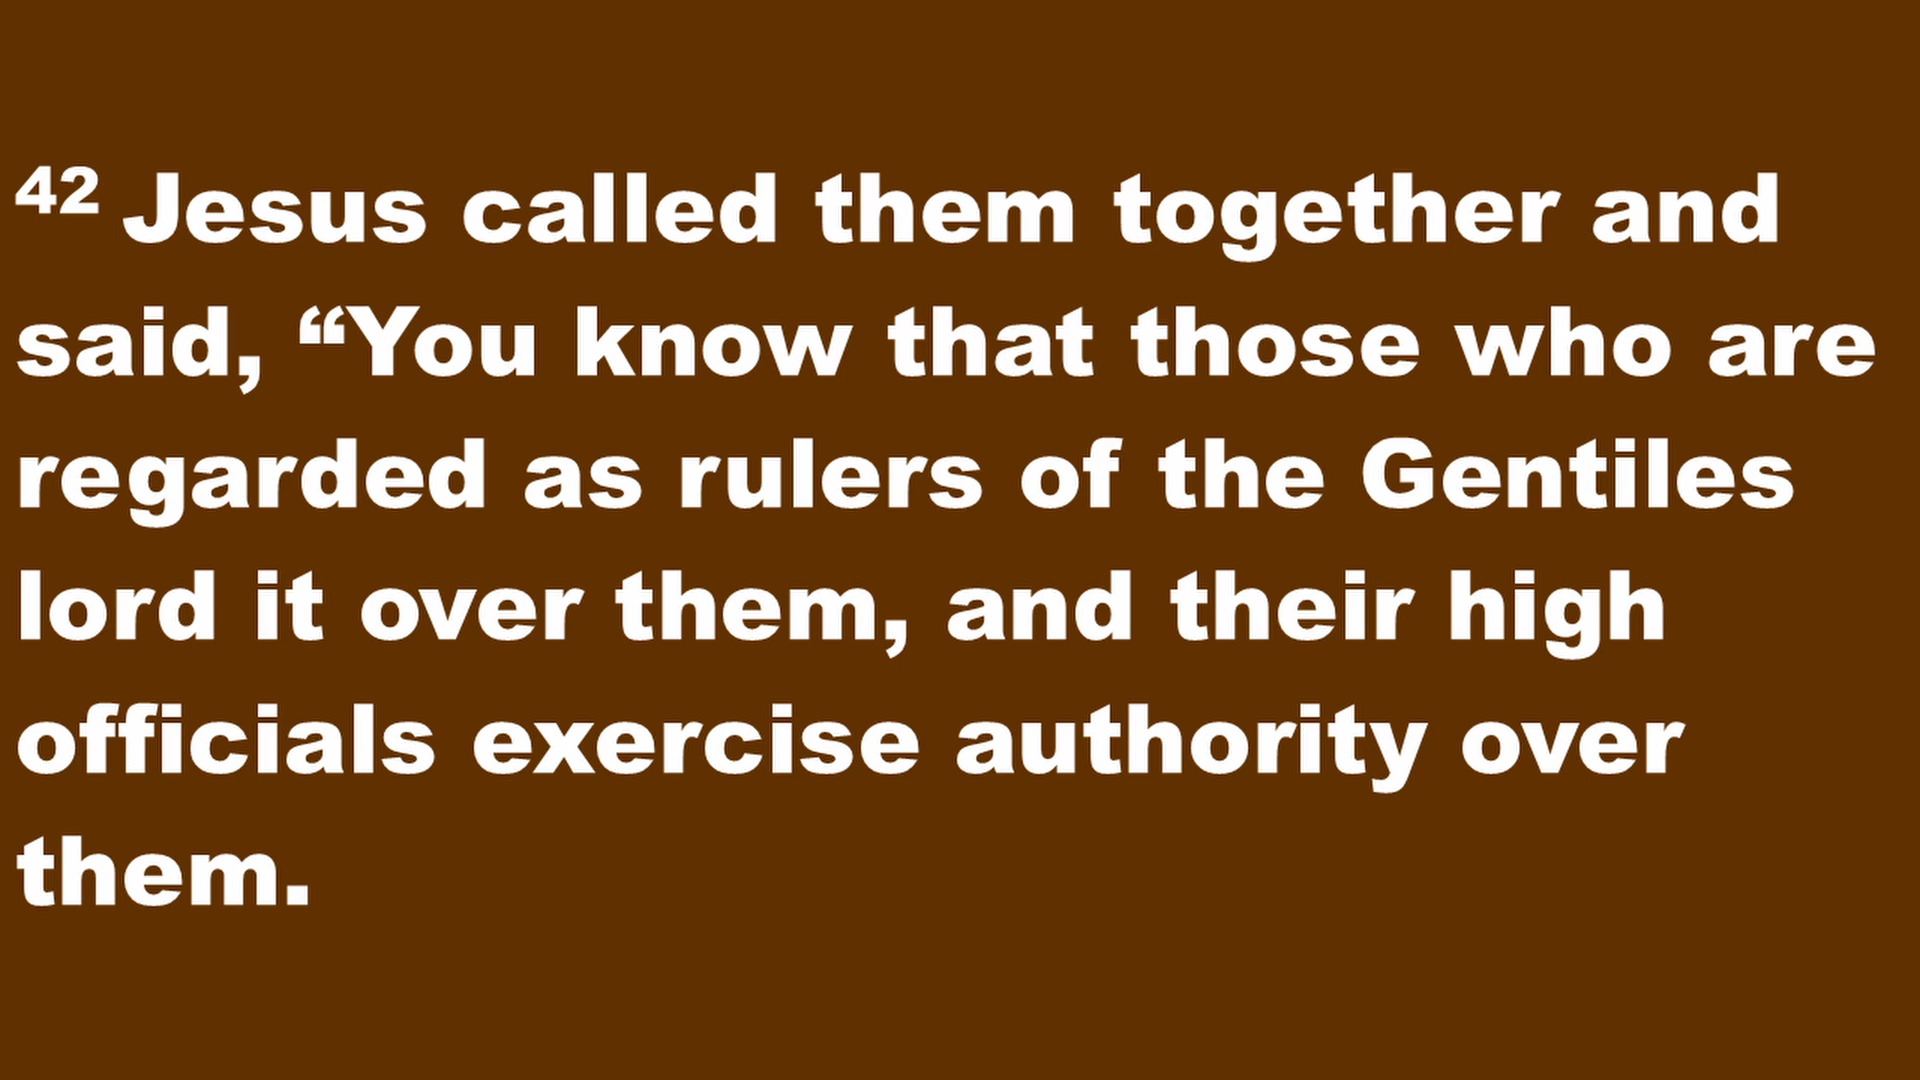 42 Jesus called them together and
said, “You know that those who are
regarded as rulers of the Gentiles
lord it over them, and their high
officials exercise authority over
them.